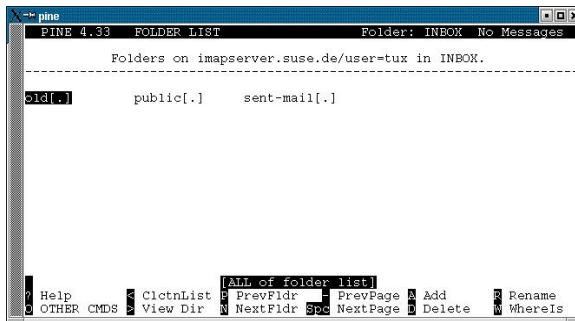 pine
PINE 4.33 FOLDER LIST Folder: INBOX No Messages
Folders on imapserver.suse.de/user=tux in INBOX.
old[.] public[.] sent-mail[.]
[ALL of folder list]
? Help < ClctnList P PrevFldr - PrevPage A Add R Rename
O OTHER CMDS > View Dir N NextFldr Spc NextPage D Delete W WhereIs